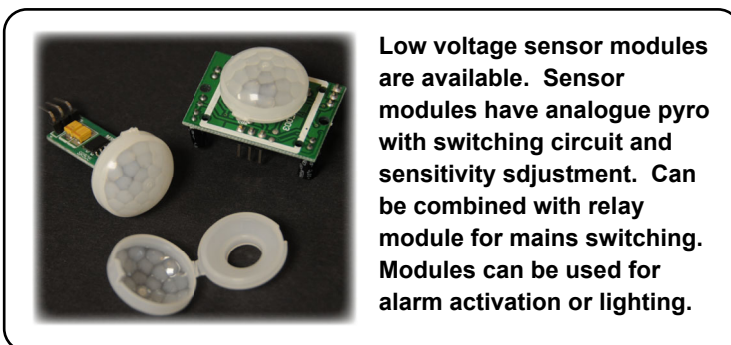 Low voltage sensor modules
are available.  Sensor
modules have analogue pyro
with switching circuit and
sensitivity sdjustment.  Can
be combined with relay
module for mains switching.
Modules can be used for
alarm activation or lighting.